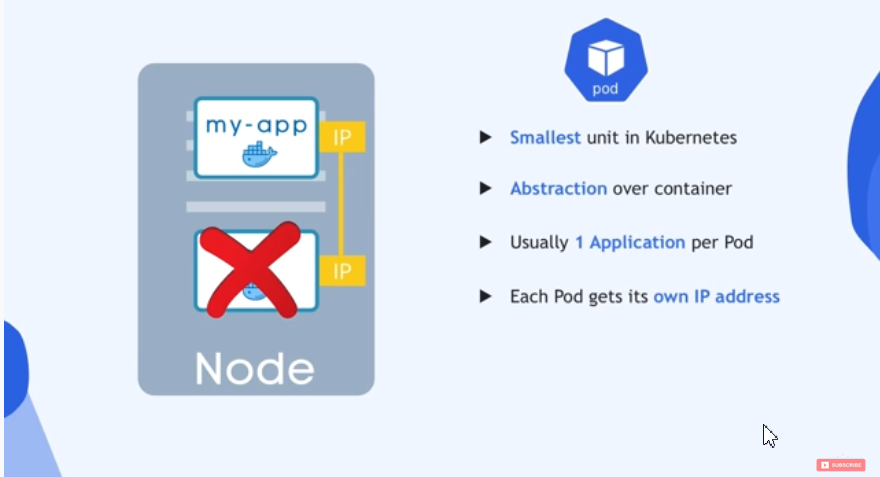 my-app
IP
IP
Node
pod
Smallest unit in Kubernetes
Abstraction over container
Usually 1 Application per Pod
Each Pod gets its own IP address
SUBSCRIBE